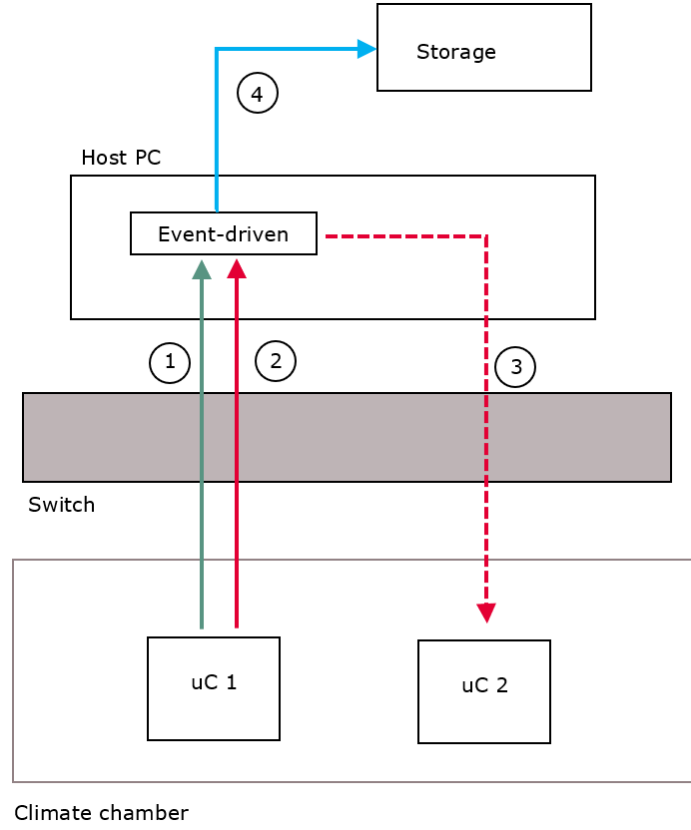 Storage
4
Host PC
Event-driven
1
2
3
Switch
uC 1
uC 2
Climate chamber